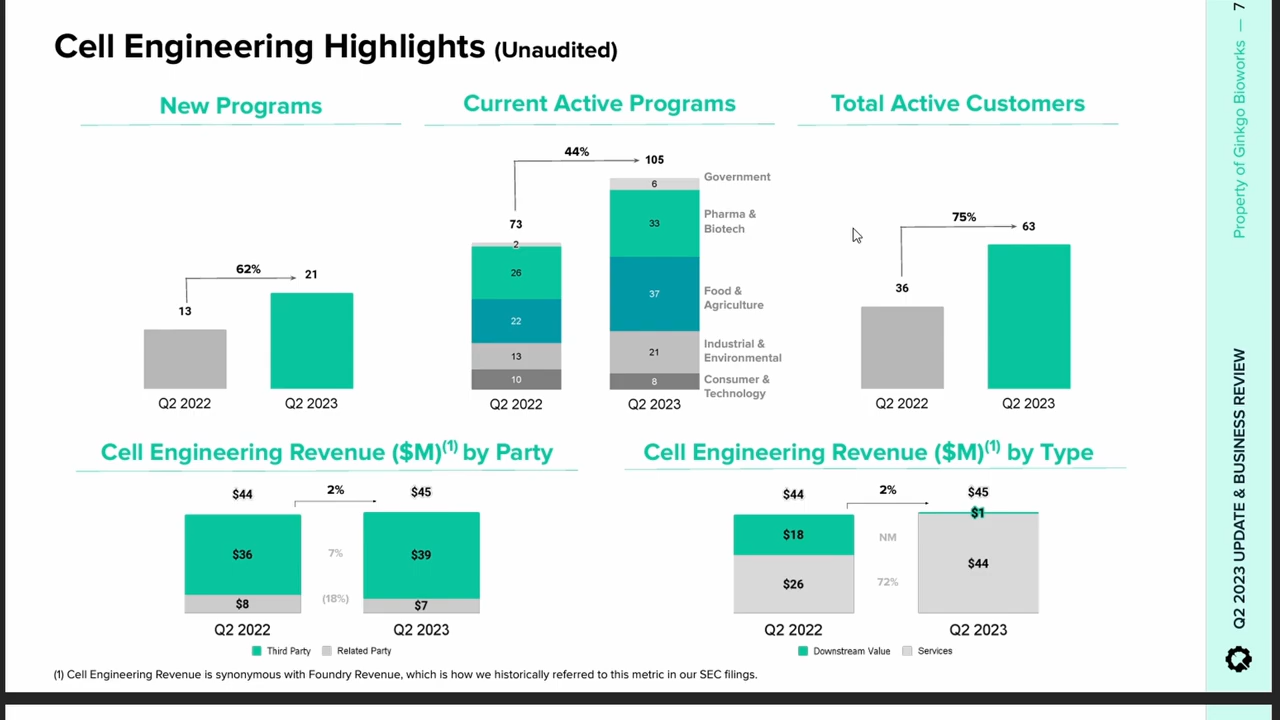 Cell Engineering Highlights (Unaudited)
New Programs
62%
13
21
Q2 2022
Q2 2023
Current Active Programs
44%
105
73
2
26
22
13
10
6
33
37
21
8
Government
Pharma &
Biotech
Food &
Agriculture
Industrial &
Environmental
Consumer &
Technology
Q2 2022
Q2 2023
Total Active Customers
75%
63
36
Q2 2022
Q2 2023
Cell Engineering Revenue ($M)(1) by Party
$44
2%
$45
$36
7%
$39
$8
(18%)
$7
Q2 2022
Q2 2023
Third Party
Related Party
Cell Engineering Revenue ($M)(1) by Type
$44
2%
$45
$1
$18
NM
$26
72%
$44
Q2 2022
Q2 2023
Downstream Value
Services
(1) Cell Engineering Revenue is synonymous with Foundry Revenue, which is how we historically referred to this metric in our SEC filings.
Q2 2023 UPDATE & BUSINESS REVIEW
Property of Ginkgo Bioworks — 7